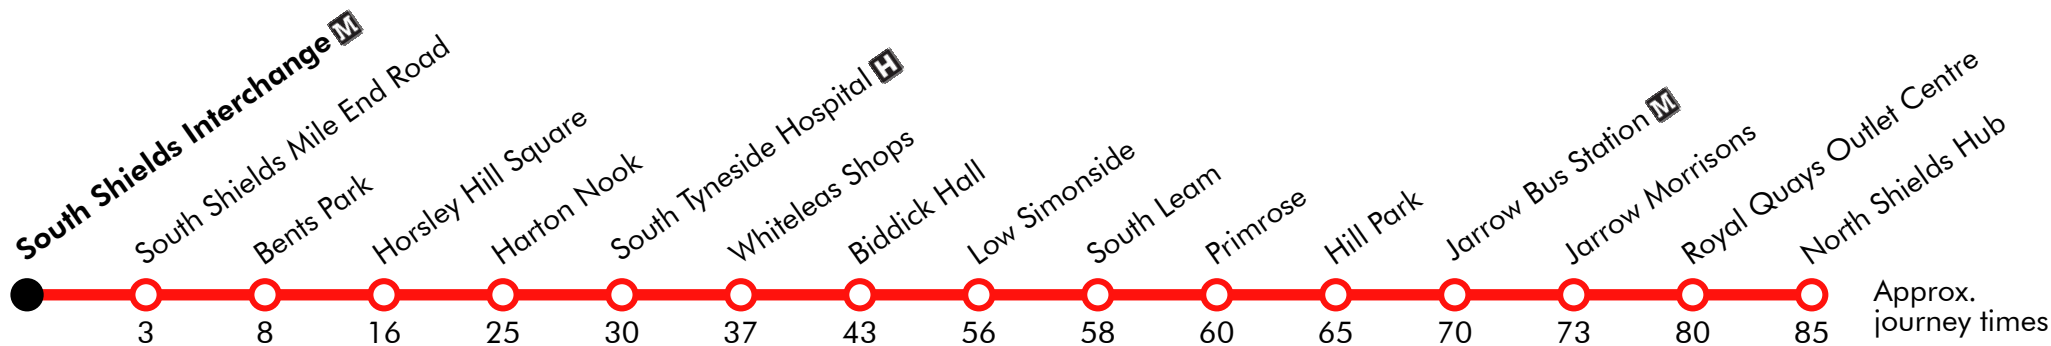 South Shields Interchange M
South Shields Mile End Road
Bents Park
Horsley Hill Square
Harton Nook
South Tyneside Hospital H
Whiteleas Shops
Biddick Hall
Low Simonside
South Leam
Primrose
Hill Park
Jarrow Bus Station M
Jarrow Morrisons
Royal Quays Outlet Centre
North Shields Hub
3 8 16 25 30 37 43 56 58 60 65 70 73 80 85
Approx.
journey times